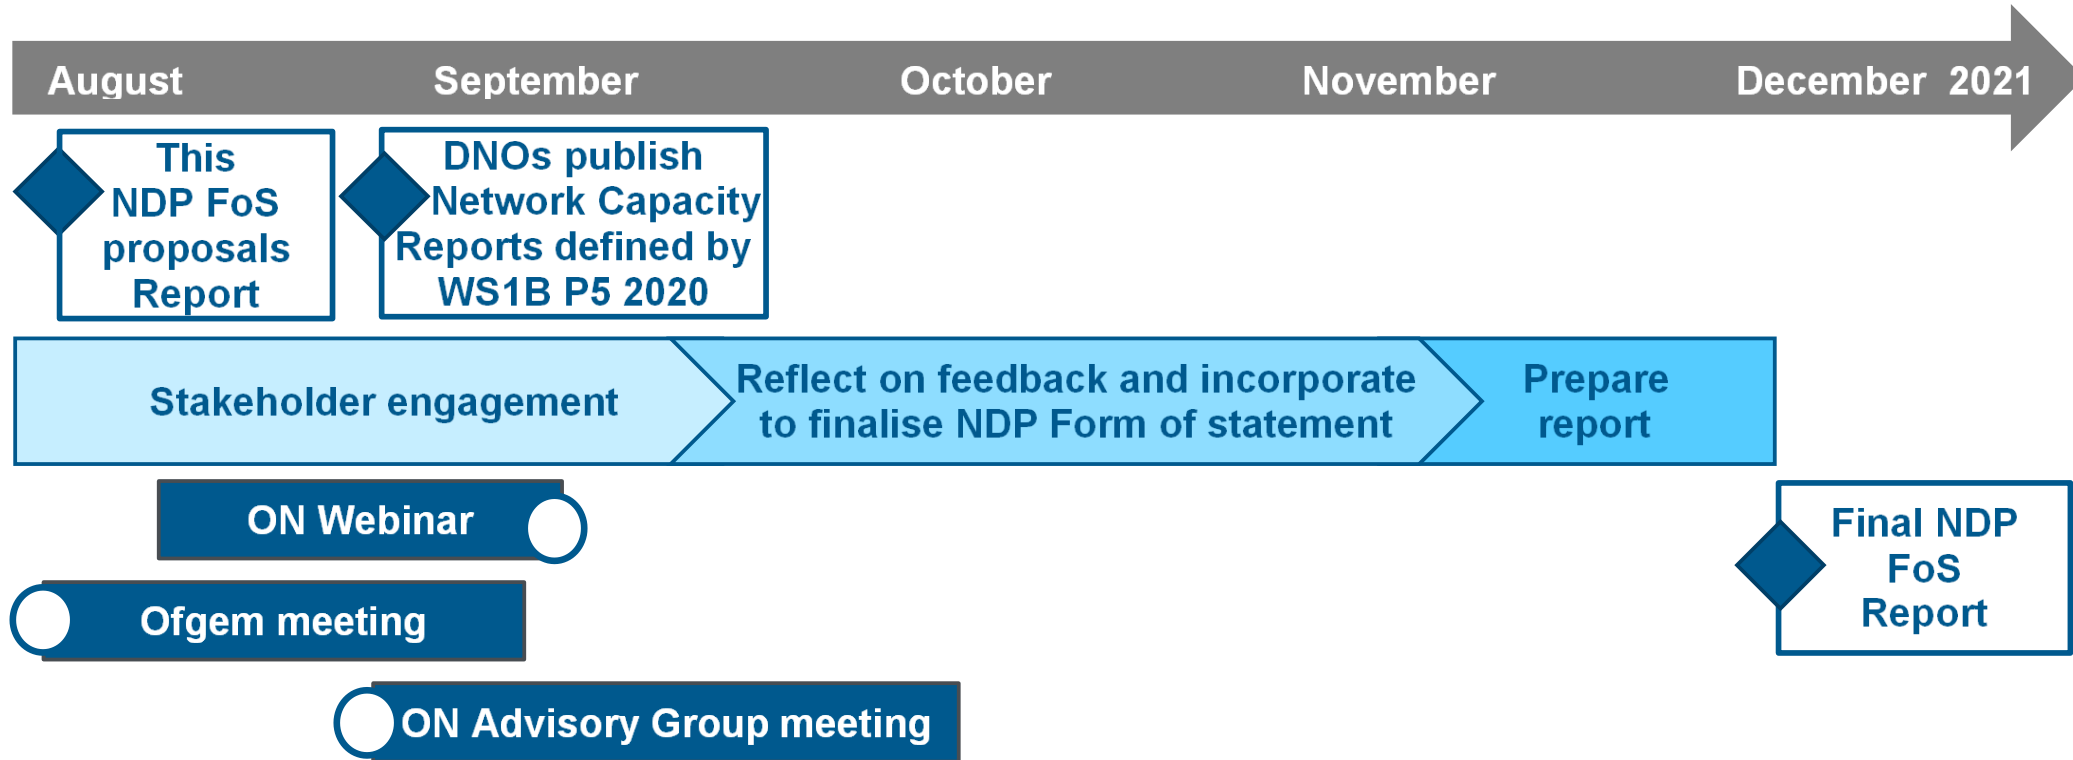 August September October November December 2021
This
NDP FoS
proposals
Report
DNOs publish
Network Capacity
Reports defined by
WS1B P5 2020
Stakeholder engagement
Reflect on feedback and incorporate
to finalise NDP Form of statement
Prepare
report
ON Webinar
Ofgem meeting
ON Advisory Group meeting
Final NDP
FoS
Report